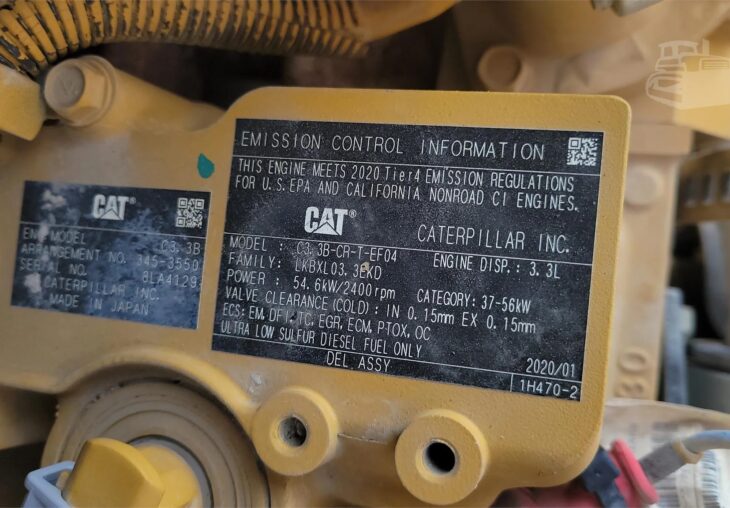 CAT
ENG MODEL C3.3B
ARRANGEMENT NO. 345-3550
SERIAL NO. 8LA4129
CATERPILLAR INC.
MADE IN JAPAN
EMISSION CONTROL INFORMATION
THIS ENGINE MEETS 2020 Tier4 EMISSION REGULATIONS
FOR U.S.EPA AND CALIFORNIA NONROAD CI ENGINES.
CAT CATERPILLAR INC.
MODEL : C3.3B-CR-T-EF04 ENGINE DISP.: 3.3L
FAMILY: LKBXL03.3EKD
POWER : 54.6kW/2400rpm CATEGORY: 37-56kW
VALVE CLEARANCE (COLD) : IN 0.15mm EX 0.15mm
ECS: EM, DFI, TC, EGR, ECM, PTOX, OC
ULTRA LOW SULFUR DIESEL FUEL ONLY
DEL ASSY 2020/01
1H470-2
30